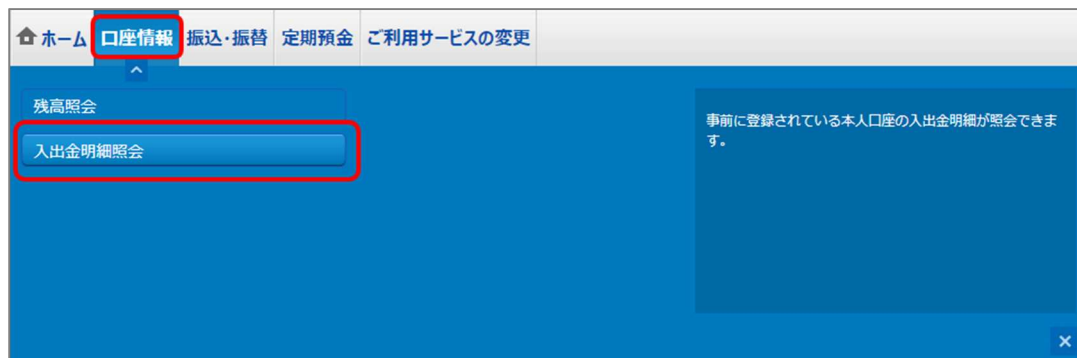 ホーム 口座情報 振込・振替 定期預金 ご利用サービスの変更
残高照会
入出金明細照会
事前に登録されている本人口座の入出金明細が照会できま
す。